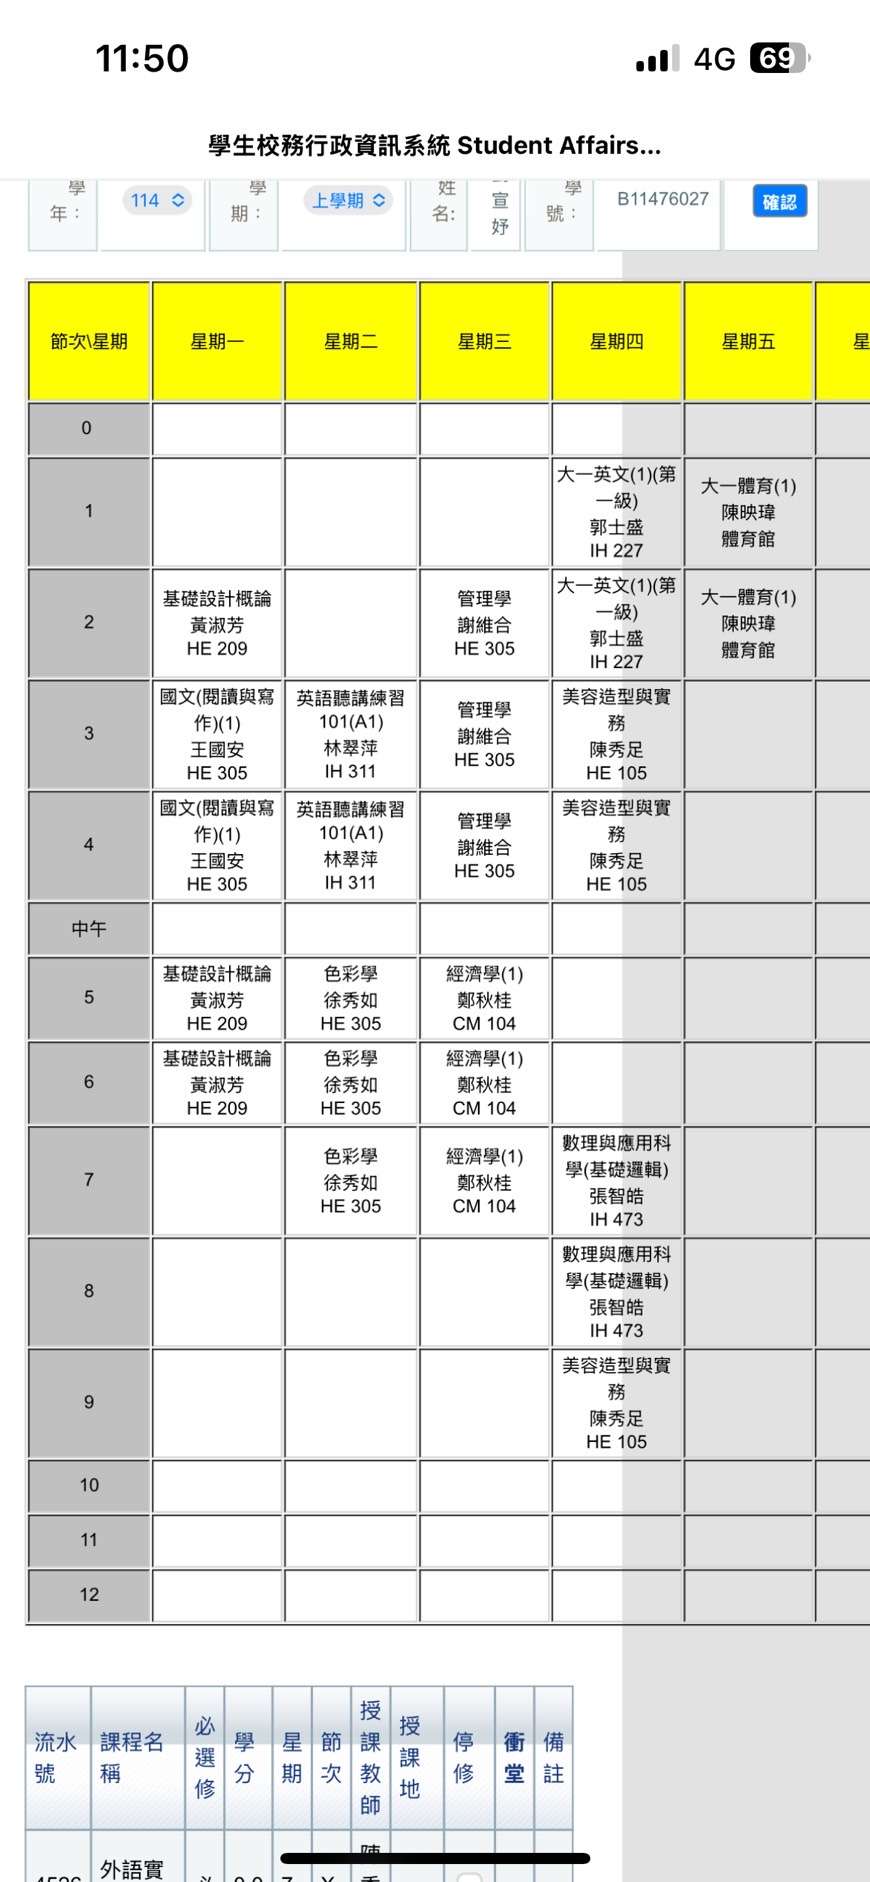 11:50
4G 69
學生校務行政資訊系統 Student Affairs...
學年：
114
學期：
上學期
姓名:
宣妤
學號：
B11476027
確認
節次\星期 星期一 星期二 星期三 星期四 星期五 星
0
1
大一英文(1)(第
一級)
郭士盛
IH 227
大一體育(1)
陳映瑋
體育館
2
基礎設計概論
黃淑芳
HE 209
管理學
謝維合
HE 305
大一英文(1)(第
一級)
郭士盛
IH 227
大一體育(1)
陳映瑋
體育館
3
國文(閱讀與寫
作)(1)
王國安
HE 305
英語聽講練習
101(A1)
林翠萍
IH 311
管理學
謝維合
HE 305
美容造型與實
務
陳秀足
HE 105
4
國文(閱讀與寫
作)(1)
王國安
HE 305
英語聽講練習
101(A1)
林翠萍
IH 311
管理學
謝維合
HE 305
美容造型與實
務
陳秀足
HE 105
中午
5
基礎設計概論
黃淑芳
HE 209
色彩學
徐秀如
HE 305
經濟學(1)
鄭秋桂
CM 104
6
基礎設計概論
黃淑芳
HE 209
色彩學
徐秀如
HE 305
經濟學(1)
鄭秋桂
CM 104
7
色彩學
徐秀如
HE 305
經濟學(1)
鄭秋桂
CM 104
數理與應用科
學(基礎邏輯)
張智皓
IH 473
8
數理與應用科
學(基礎邏輯)
張智皓
IH 473
9
美容造型與實
務
陳秀足
HE 105
10
11
12
流水
號
課程名
稱
必
選
修
學
分
星
期
節
次
授
課
教
師
授
課
地
停
修
衝
堂
備
註
外語實